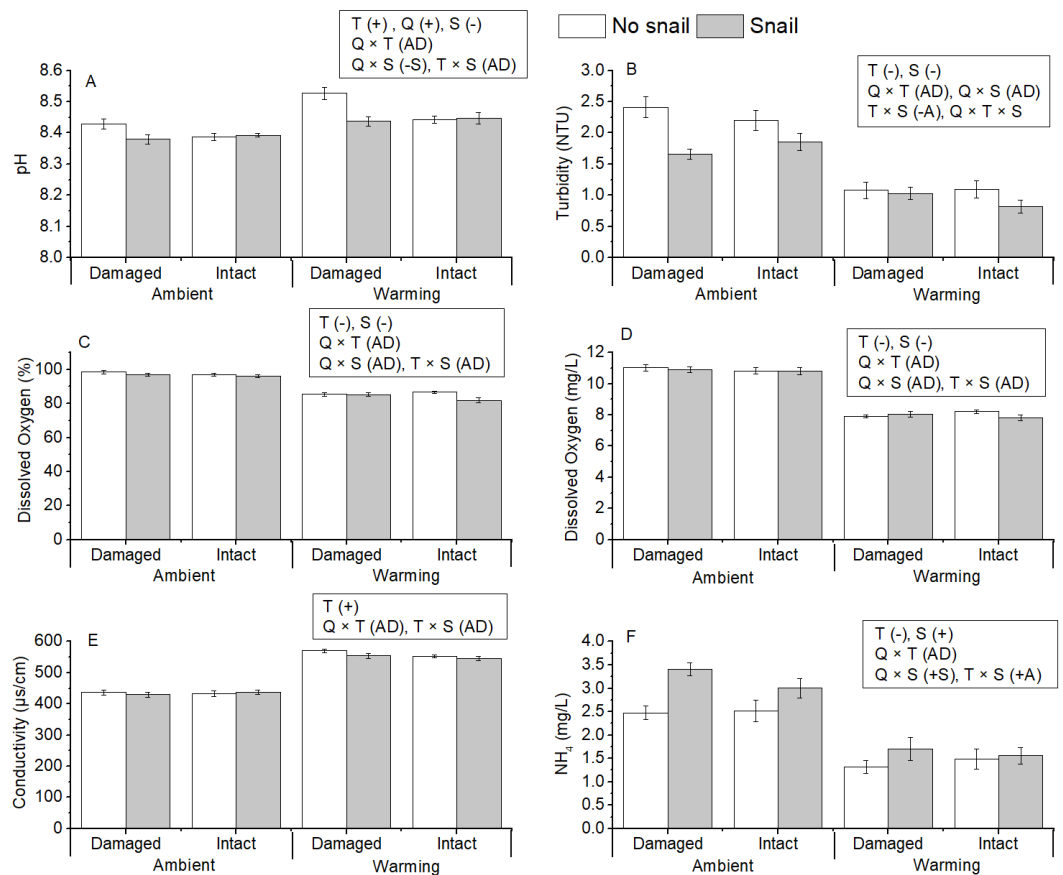 No snail Snail
T (+) , Q (+), S (-)
Q × T (AD)
Q × S (-S), T × S (AD)
A
8.6
8.5
8.4
8.3
8.2
8.1
8.0
pH
Damaged Intact Damaged Intact
Ambient Warming
T (-), S (-)
Q × T (AD), Q × S (AD)
T × S (-A), Q × T × S
B
3.0
2.5
2.0
1.5
1.0
0.5
0.0
Turbidity (NTU)
Damaged Intact Damaged Intact
Ambient Warming
T (-), S (-)
Q × T (AD)
Q × S (AD), T × S (AD)
C
100
80
60
40
20
0
Dissolved Oxygen (%)
Damaged Intact Damaged Intact
Ambient Warming
T (-), S (-)
Q × T (AD)
Q × S (AD), T × S (AD)
D
12
10
8
6
4
2
0
Dissolved Oxygen (mg/L)
Damaged Intact Damaged Intact
Ambient Warming
T (+)
Q × T (AD), T × S (AD)
E
600
500
400
300
200
100
0
Conductivity (µs/cm)
Damaged Intact Damaged Intact
Ambient Warming
T (-), S (+)
Q × T (AD)
Q × S (+S), T × S (+A)
F
4.0
3.5
3.0
2.5
2.0
1.5
1.0
0.5
0.0
NH₄ (mg/L)
Damaged Intact Damaged Intact
Ambient Warming